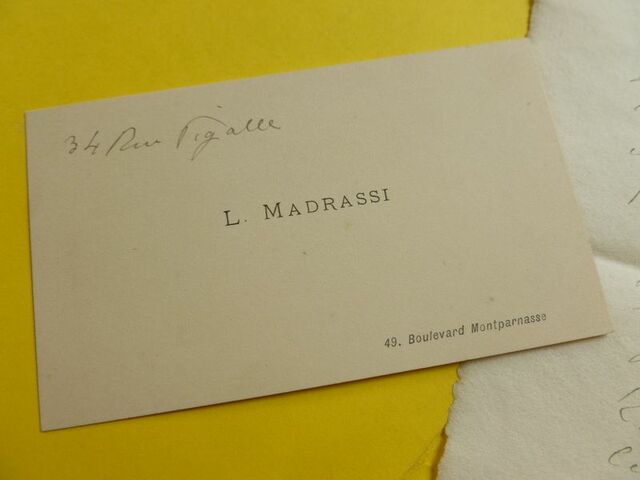 34 Rue Pigalle
L. MADRASSI
49. Boulevard Montparnasse